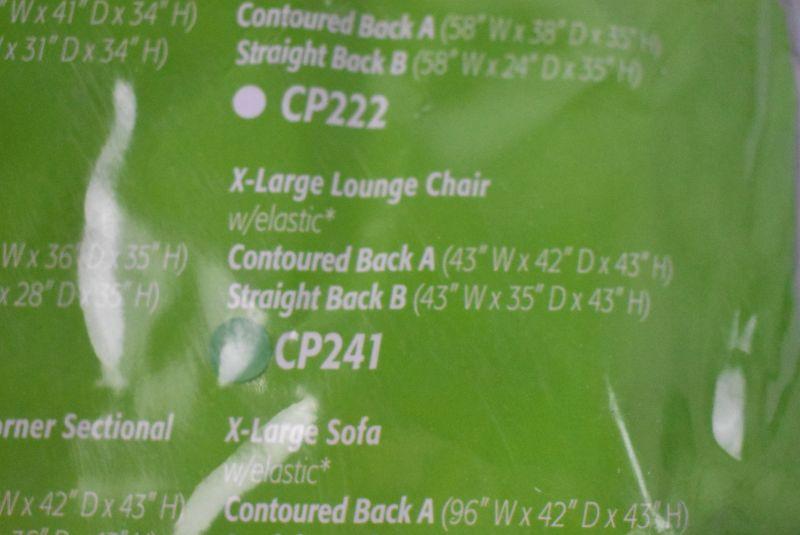 " W x 41" D x 34" H)
x 31" D x 34" H)
W x 36" D x 35" H)
x 28" D x 35" H)
rner Sectional
W x 42" D x 43" H)
Contoured Back A (58" W x 38" D x 35" H)
Straight Back B (58" W x 24" D x 35" H)
CP222
X-Large Lounge Chair
w/elastic*
Contoured Back A (43" W x 42" D x 43" H)
Straight Back B (43" W x 35" D x 43" H)
CP241
X-Large Sofa
w/elastic*
Contoured Back A (96" W x 42" D x 43" H)